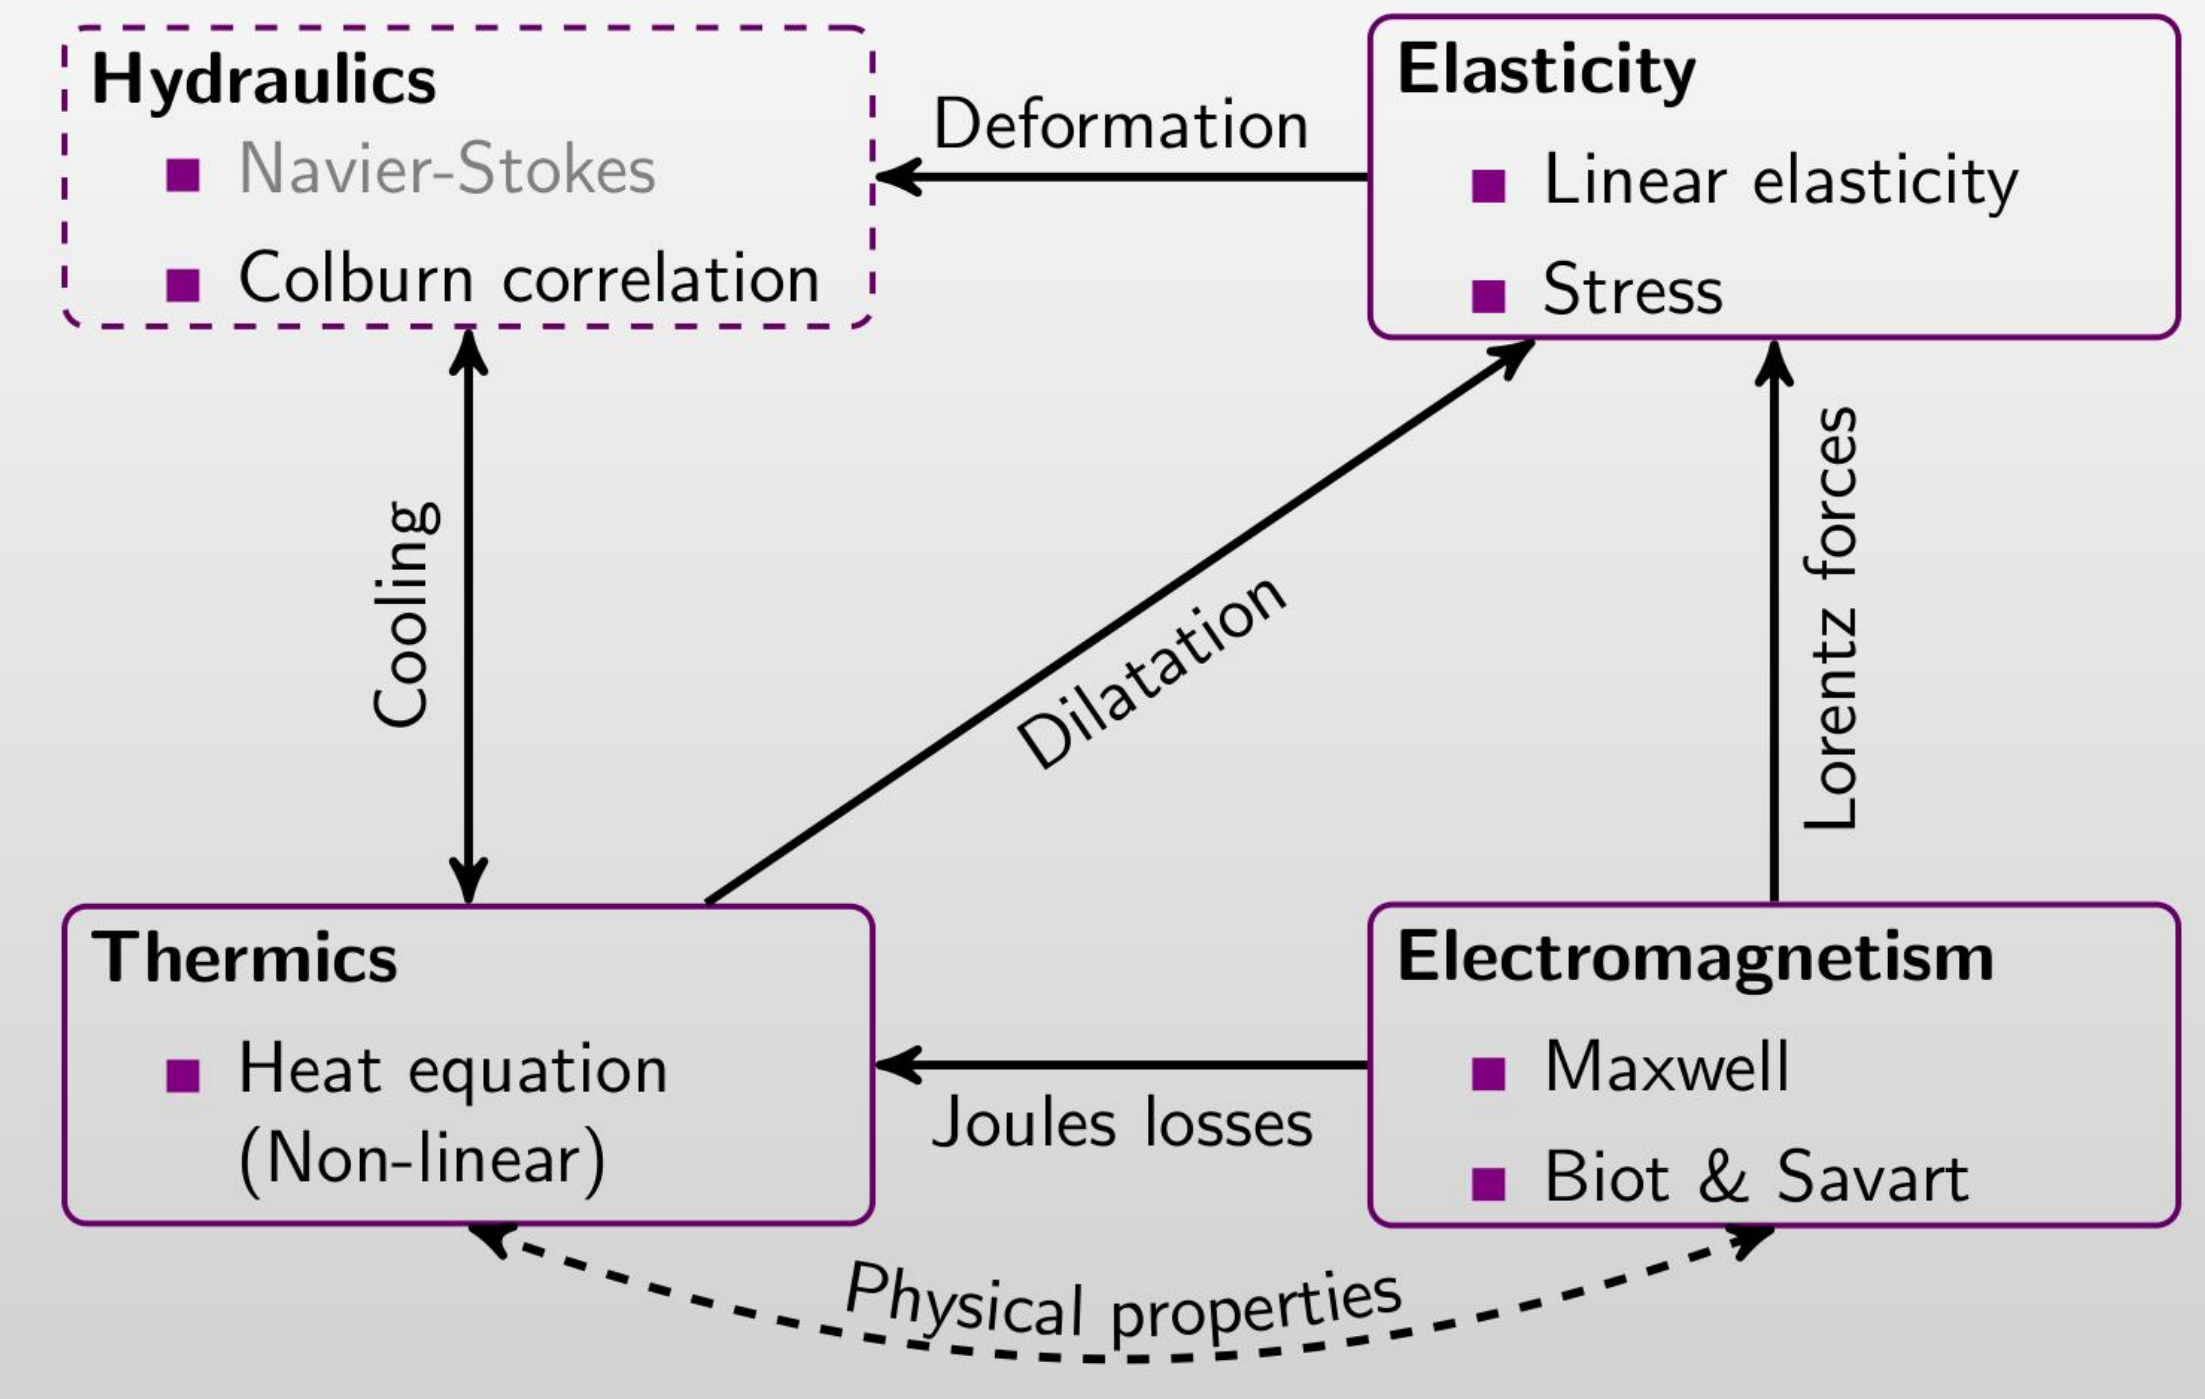 Hydraulics
Navier-Stokes
Colburn correlation
Deformation
Elasticity
Linear elasticity
Stress
Cooling
Dilatation
Lorentz forces
Thermics
Heat equation
(Non-linear)
Joules losses
Electromagnetism
Maxwell
Biot & Savart
Physical properties